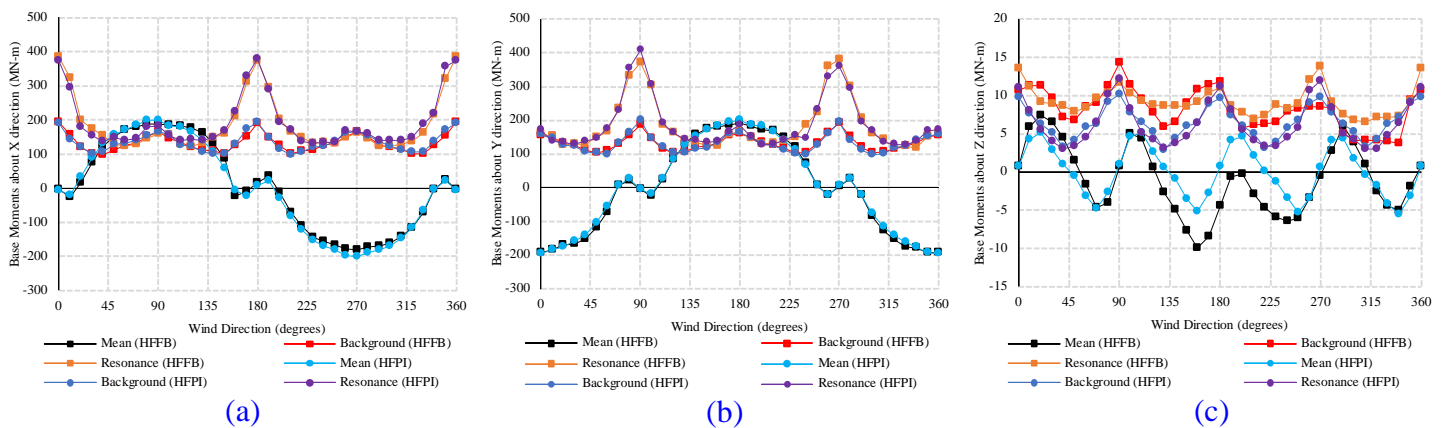 Base Moments about X direction (MN-m)
500
400
300
200
100
0
-100
-200
-300
0 45 90 135 180 225 270 315 360
Wind Direction (degrees)
Mean (HFFB) Background (HFFB)
Resonance (HFFB) Mean (HFPI)
Background (HFPI) Resonance (HFPI)
(a)
Base Moments about Y direction (MN-m)
500
400
300
200
100
0
-100
-200
-300
0 45 90 135 180 225 270 315 360
Wind Direction (degrees)
Mean (HFFB) Background (HFFB)
Resonance (HFFB) Mean (HFPI)
Background (HFPI) Resonance (HFPI)
(b)
Base Moments about Z direction (MN-m)
20
15
10
5
0
-5
-10
-15
0 45 90 135 180 225 270 315 360
Wind Direction (degrees)
Mean (HFFB) Background (HFFB)
Resonance (HFFB) Mean (HFPI)
Background (HFPI) Resonance (HFPI)
(c)